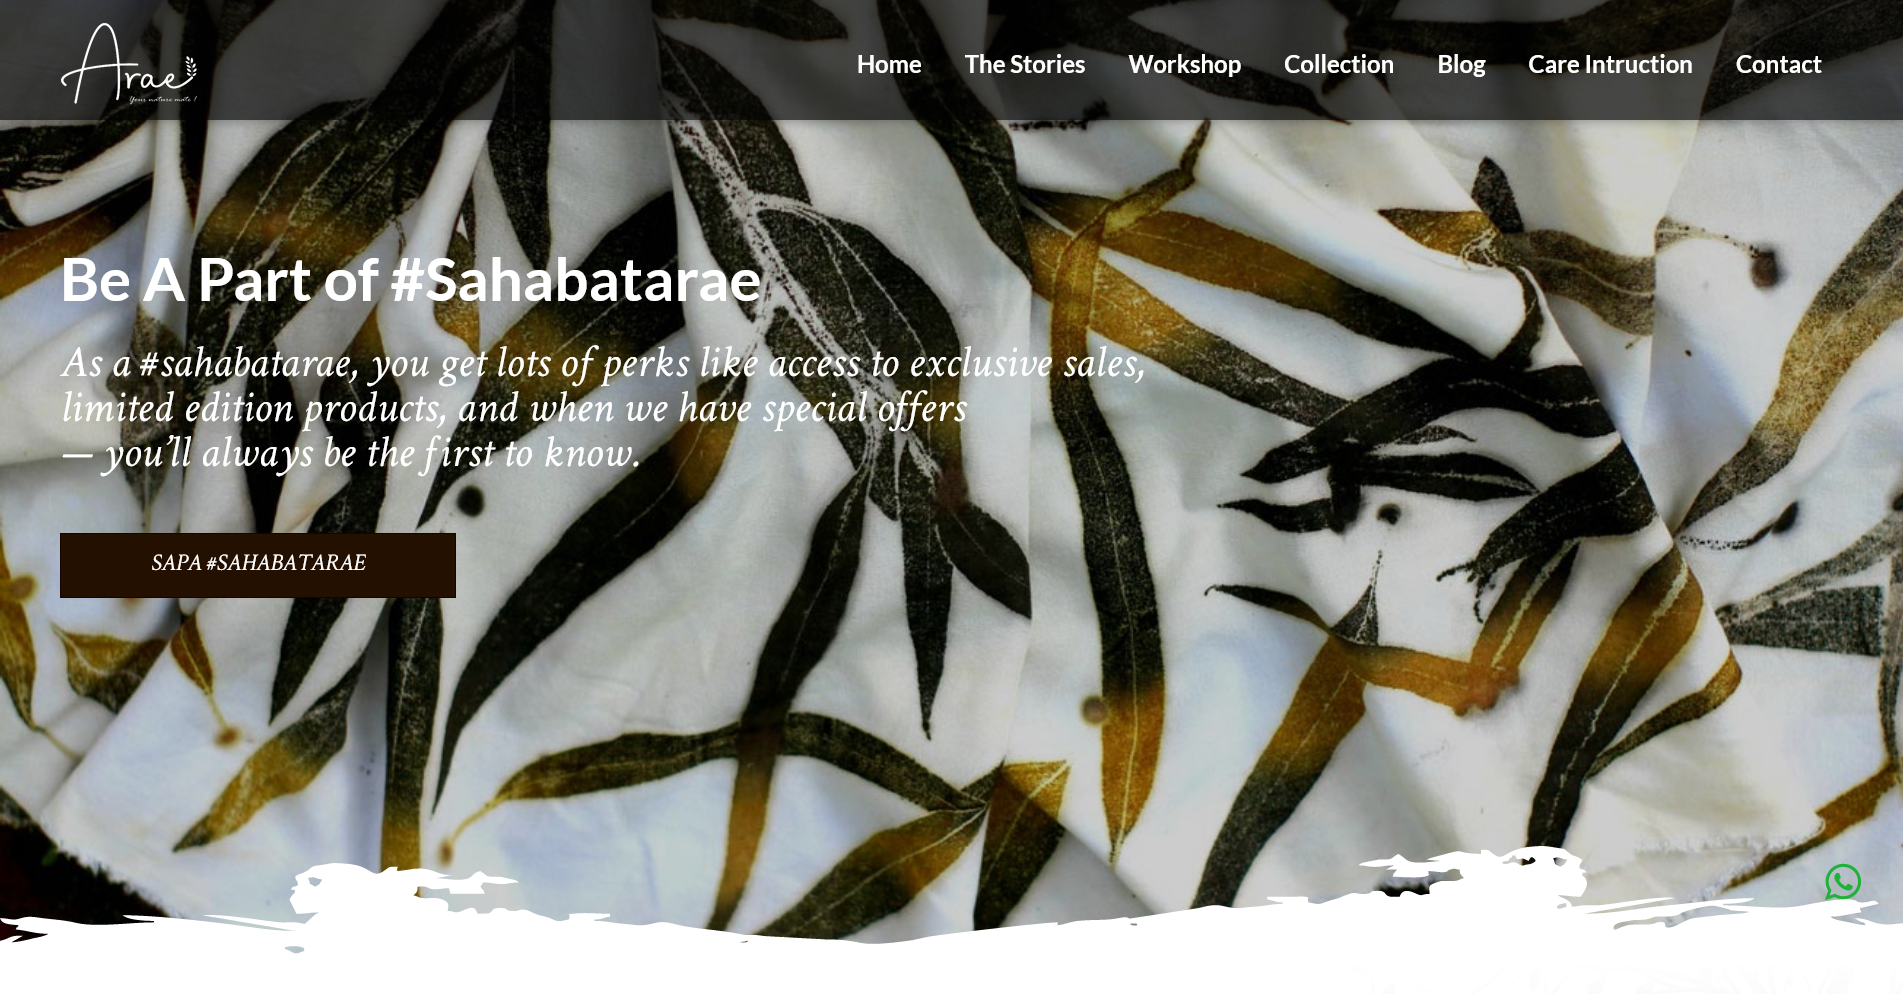 Arae
Your nature mate !
Home
The Stories
Workshop
Collection
Blog
Care Intruction
Contact
Be A Part of #Sahabatarae
As a #sahabatarae, you get lots of perks like access to exclusive sales,
limited edition products, and when we have special offers
— you’ll always be the first to know.
SAPA #SAHABATARAE